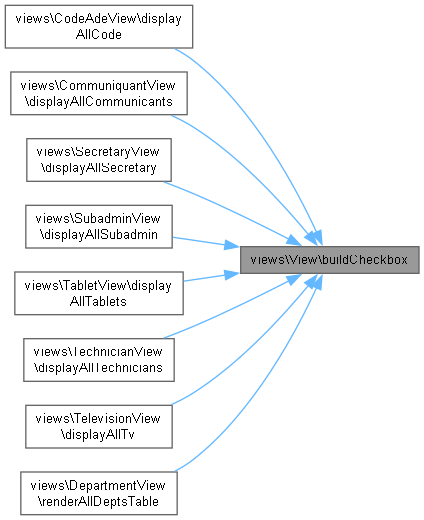 views\CodeAdeView\display
AllCode
views\CommuniquantView
\displayAllCommunicants
views\SecretaryView
\displayAllSecretary
views\SubadminView
\displayAllSubadmin
views\View\buildCheckbox
views\TabletView\display
AllTablets
views\TechnicianView
\displayAllTechnicians
views\TelevisionView
\displayAllTv
views\DepartmentView
\renderAllDeptsTable